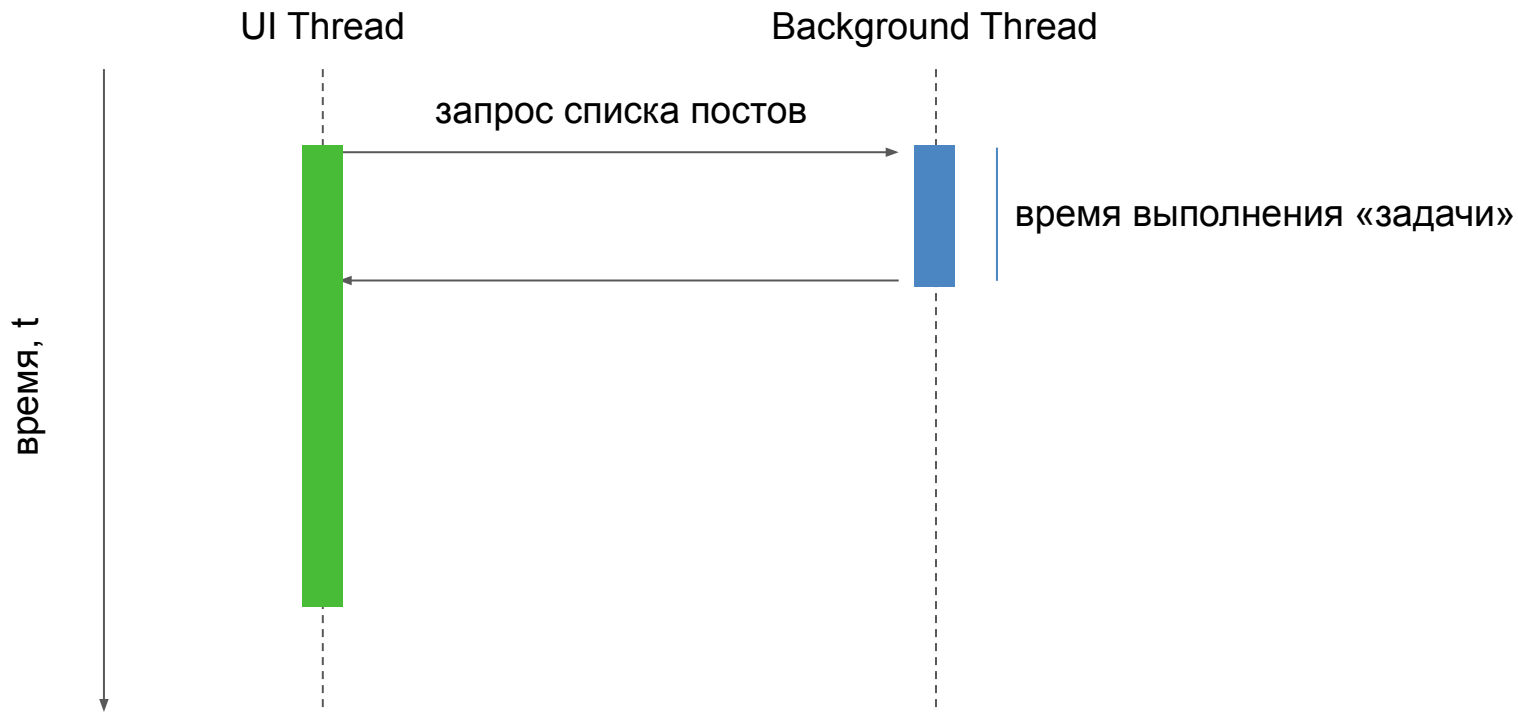 UI Thread
Background Thread
запрос списка постов
время выполнения «задачи»
время, t